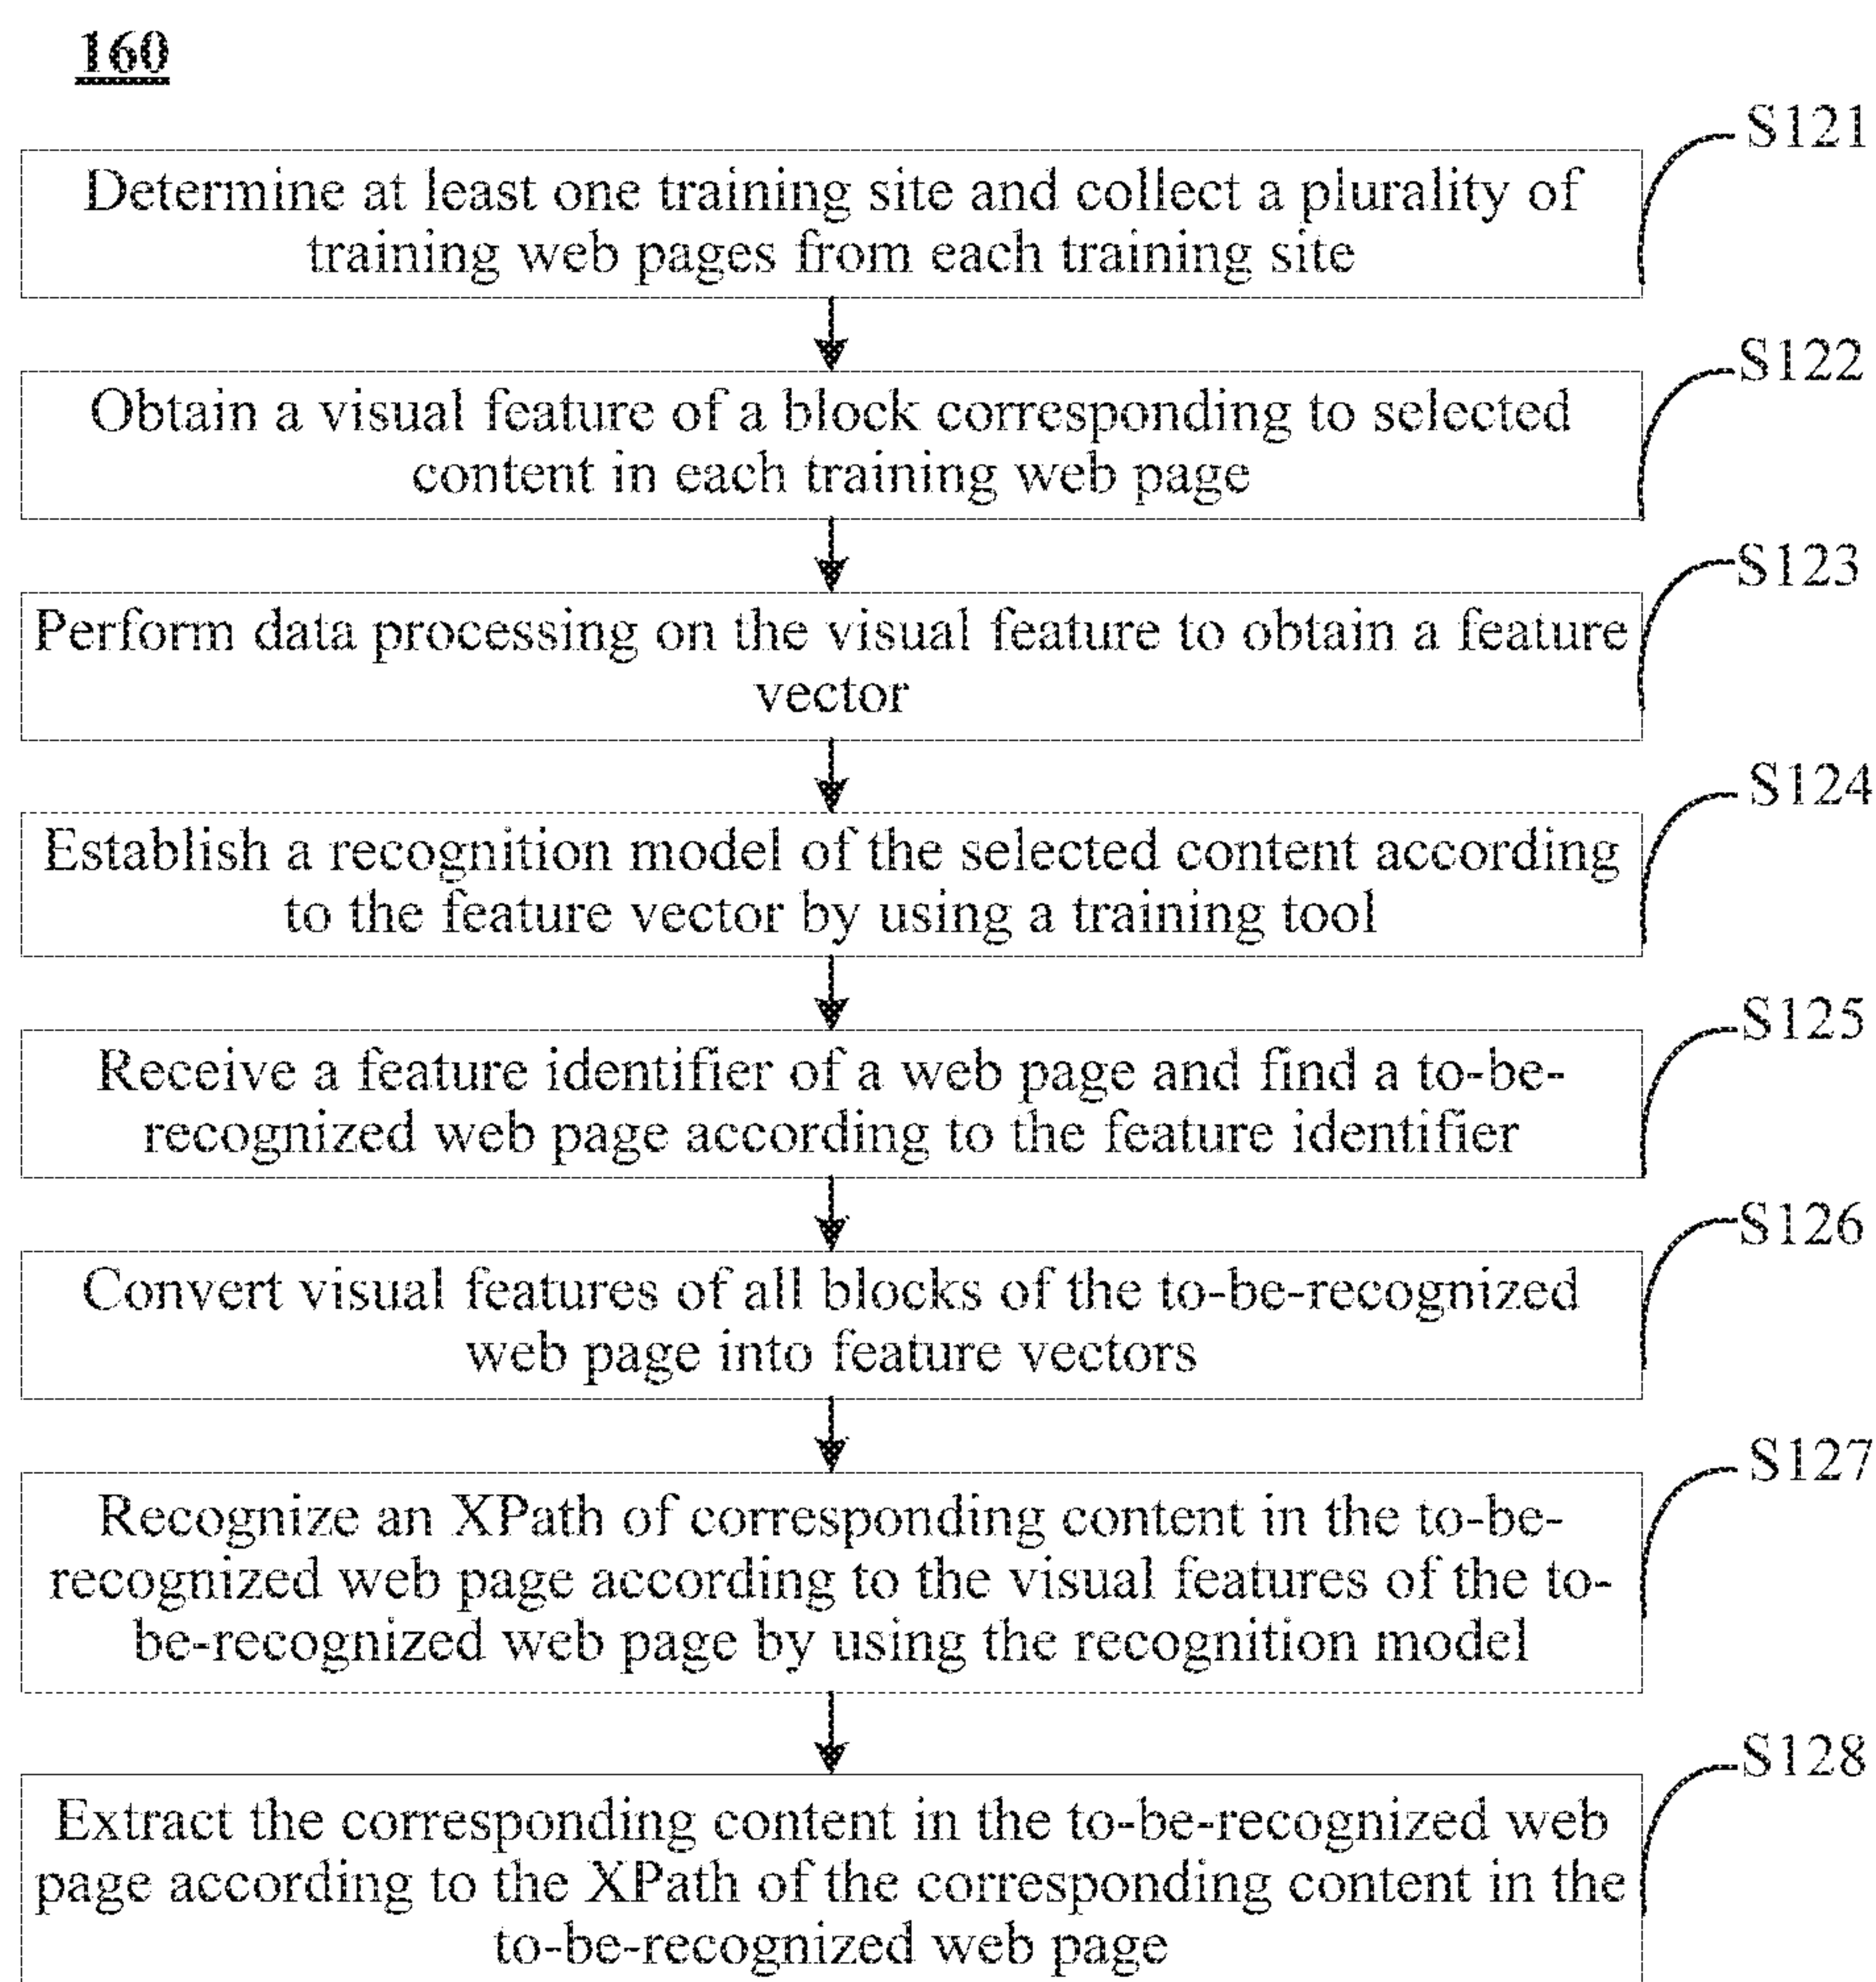 160
S121
Determine at least one training site and collect a plurality of
training web pages from each training site
S122
Obtain a visual feature of a block corresponding to selected
content in each training web page
S123
Perform data processing on the visual feature to obtain a feature
vector
S124
Establish a recognition model of the selected content according
to the feature vector by using a training tool
S125
Receive a feature identifier of a web page and find a to-be-
recognized web page according to the feature identifier
S126
Convert visual features of all blocks of the to-be-recognized
web page into feature vectors
S127
Recognize an XPath of corresponding content in the to-be-
recognized web page according to the visual features of the to-
be-recognized web page by using the recognition model
S128
Extract the corresponding content in the to-be-recognized web
page according to the XPath of the corresponding content in the
to-be-recognized web page